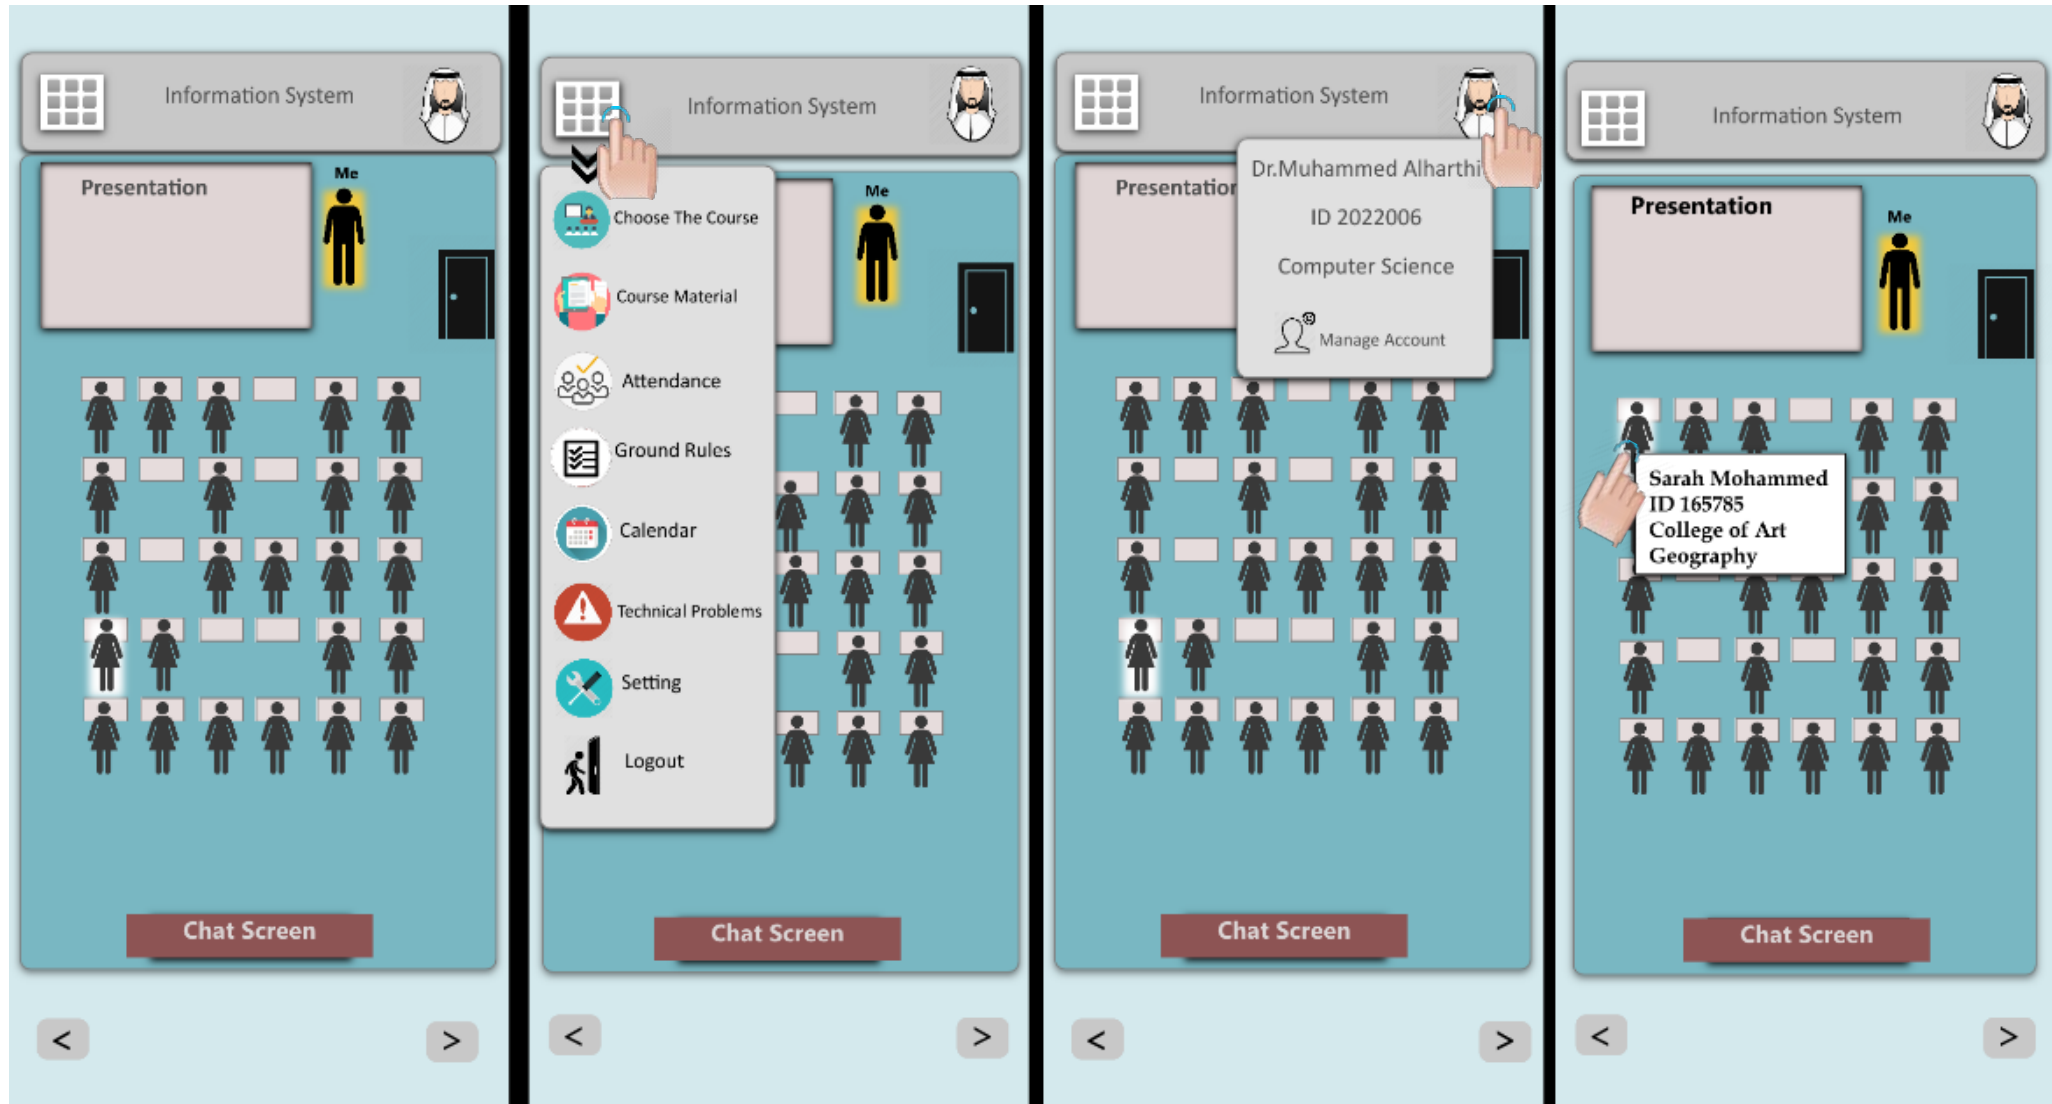 Information System
Presentation
Me
Chat Screen
<
>
Information System
Me
Choose The Course
Course Material
Attendance
Ground Rules
Calendar
Technical Problems
Setting
Logout
Chat Screen
<
>
Information System
Presentation
Dr.Muhammed Alharthi
ID 2022006
Computer Science
Manage Account
Chat Screen
<
>
Information System
Presentation
Me
Sarah Mohammed
ID 165785
College of Art
Geography
Chat Screen
<
>